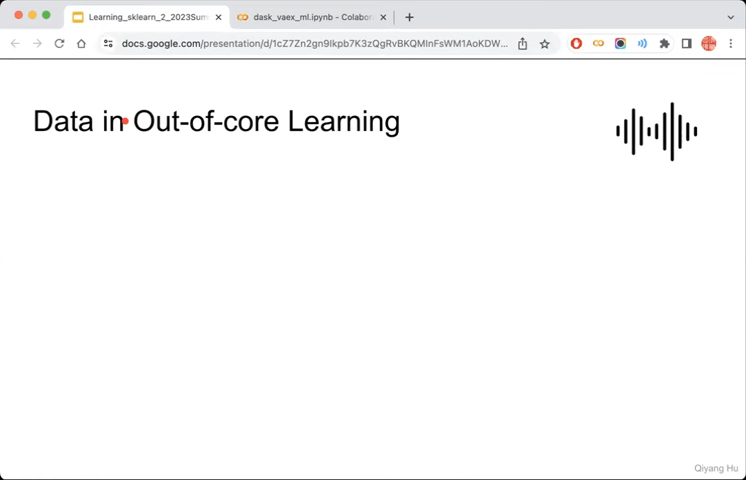 Learning_sklearn_2_2023Sum
dask_vaex_ml.ipynb - Colabora
docs.google.com/presentation/d/1cZ7Zn2gn9Ikpb7K3zQgRvBKQMInFsWM1AoKDW...
Data in Out-of-core Learning
Qiyang Hu